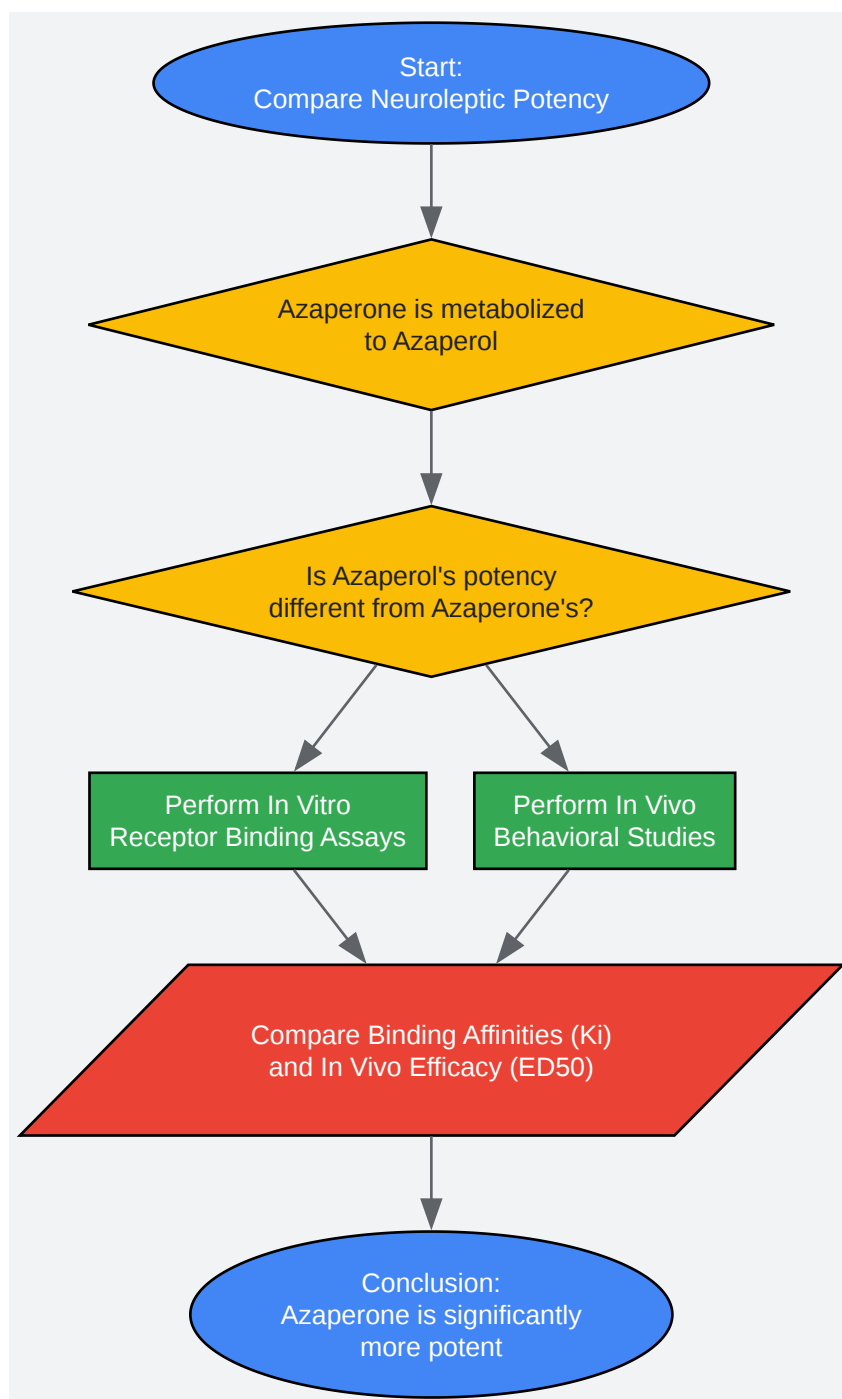 Start:
Compare Neuroleptic Potency
Azaperone is metabolized
to Azaperol
Is Azaperol's potency
different from Azaperone's?
Perform In Vitro
Receptor Binding Assays
Perform In Vivo
Behavioral Studies
Compare Binding Affinities (Ki)
and In Vivo Efficacy (ED50)
Conclusion:
Azaperone is significantly
more potent